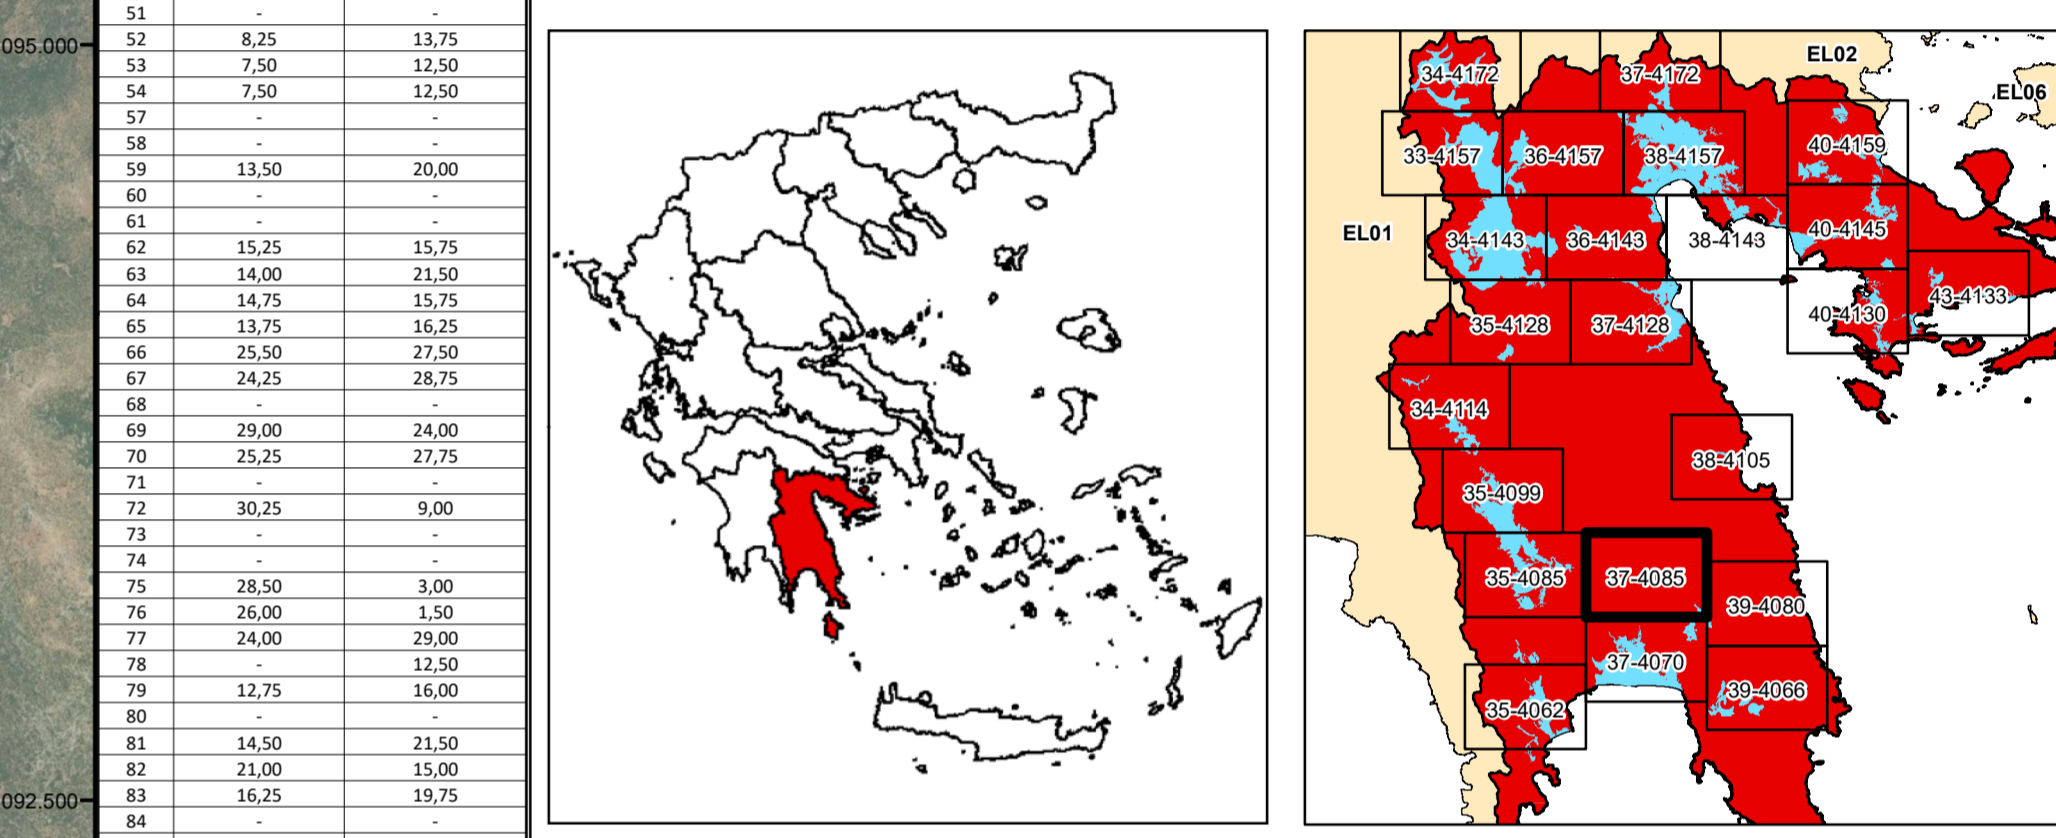 095.000
092.500
51 - -
52 8,25 13,75
53 7,50 12,50
54 7,50 12,50
57 - -
58 - -
59 13,50 20,00
60 - -
61 - -
62 15,25 15,75
63 14,00 21,50
64 14,75 15,75
65 13,75 16,25
66 25,50 27,50
67 24,25 28,75
68 - -
69 29,00 24,00
70 25,25 27,75
71 - -
72 30,25 9,00
73 - -
74 - -
75 28,50 3,00
76 26,00 1,50
77 24,00 29,00
78 - 12,50
79 12,75 16,00
80 - -
81 14,50 21,50
82 21,00 15,00
83 16,25 19,75
84 - -
EL02
34-4172 37-4172
EL06
40-4159
33-4157 36-4157 38-4157
40-4145
EL01
34-4143 36-4143 38-4143
43-4133
40-4130
35-4128 37-4128
34-4114
38-4105
35-4099
35-4085 37-4085
39-4080
37-4070
39-4066
35-4062